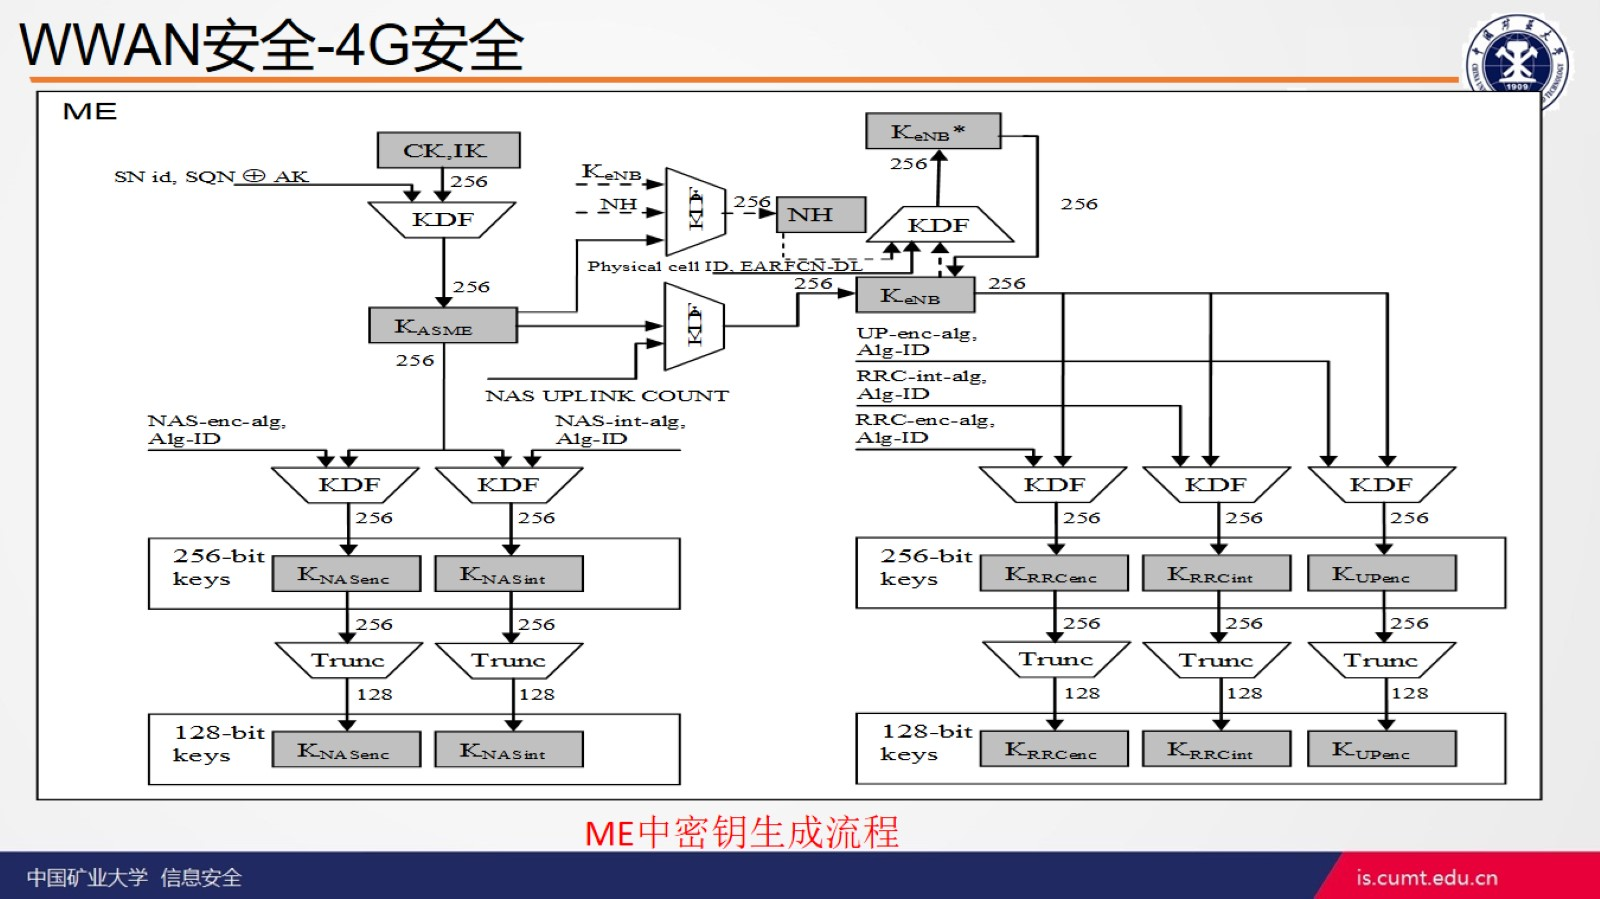 WWAN安全-4G安全
ME
CK,IK
SN id, SQN ⊕ AK
256
KDF
256
KASME
256
KeNB
NH
KDF
256
NH
Physical cell ID, EARFCN-DL
KDF
NAS UPLINK COUNT
256
KeNB*
256
KDF
256
KeNB
256
UP-enc-alg,
Alg-ID
RRC-int-alg,
Alg-ID
RRC-enc-alg,
Alg-ID
NAS-enc-alg,
Alg-ID
NAS-int-alg,
Alg-ID
KDF KDF KDF KDF KDF
256 256 256 256 256
256-bit
keys
KNASenc KNASint
256-bit
keys
KRRCenc KRRCint KUPenc
256 256 256 256 256
Trunc Trunc Trunc Trunc Trunc
128 128 128 128 128
128-bit
keys
KNASenc KNASint
128-bit
keys
KRRCenc KRRCint KUPenc
ME中密钥生成流程
中国矿业大学 信息安全
is.cumt.edu.cn
1909